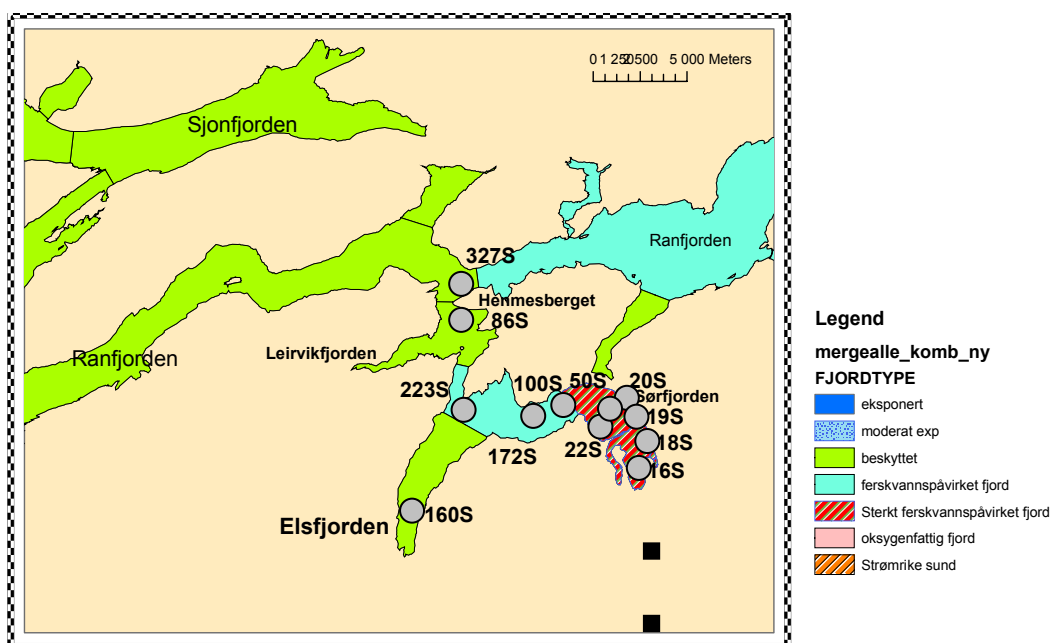 0 1 250 2 500 5 000 Meters
Sjonfjorden
Ranfjorden
327S
Hemnesberget
86S
Ranfjorden
Leirvikfjorden
223S
100S
50S
20S
Sørfjorden
19S
22S
18S
172S
16S
160S
Elsfjorden
Legend
mergealle_komb_ny
FJORDTYPE
eksponert
moderat exp
beskyttet
ferskvannspåvirket fjord
Sterkt ferskvannspåvirket fjord
oksygenfattig fjord
Strømrike sund